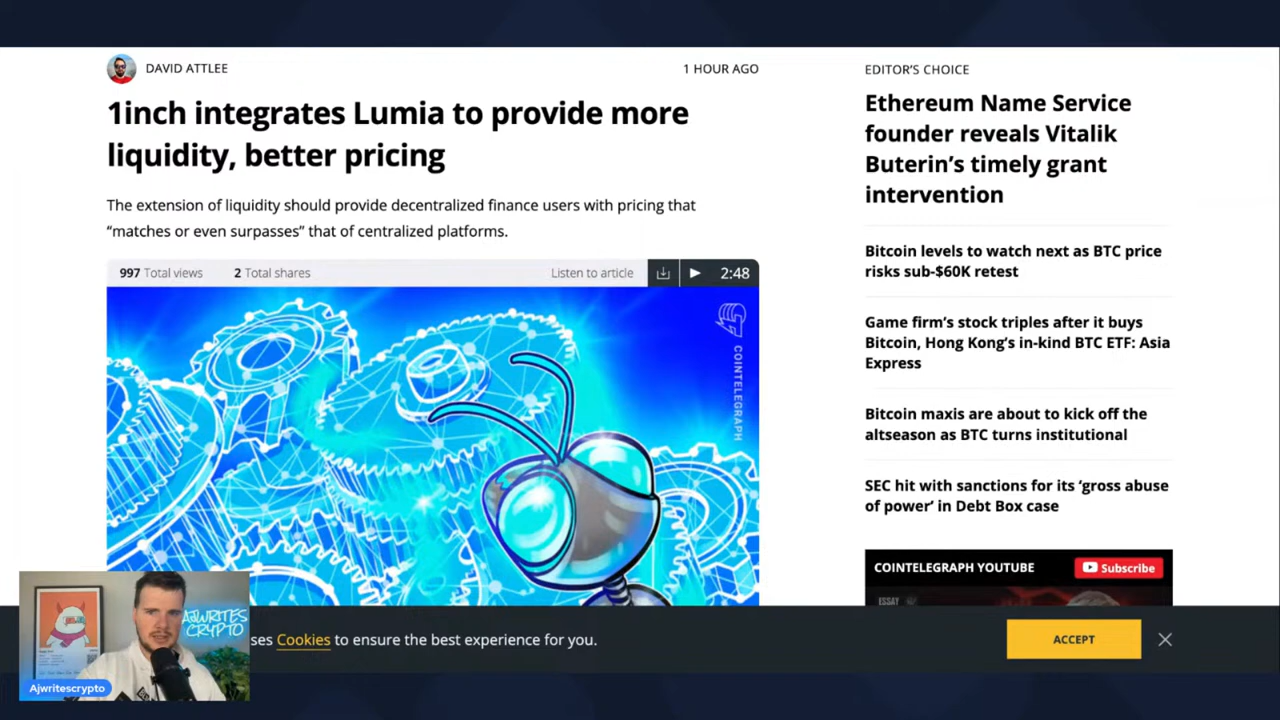 DAVID ATTLEE
1 HOUR AGO
1inch integrates Lumia to provide more
liquidity, better pricing
The extension of liquidity should provide decentralized finance users with pricing that
“matches or even surpasses” that of centralized platforms.
997 Total views
2 Total shares
Listen to article
2:48
COINTELEGRAPH
EDITOR’S CHOICE
Ethereum Name Service
founder reveals Vitalik
Buterin’s timely grant
intervention
Bitcoin levels to watch next as BTC price
risks sub-$60K retest
Game firm’s stock triples after it buys
Bitcoin, Hong Kong’s in-kind BTC ETF: Asia
Express
Bitcoin maxis are about to kick off the
altseason as BTC turns institutional
SEC hit with sanctions for its ‘gross abuse
of power’ in Debt Box case
COINTELEGRAPH YOUTUBE
Subscribe
ESSAY
ses Cookies to ensure the best experience for you.
ACCEPT
AJWRITES
CRYPTO
Ajwritescrypto